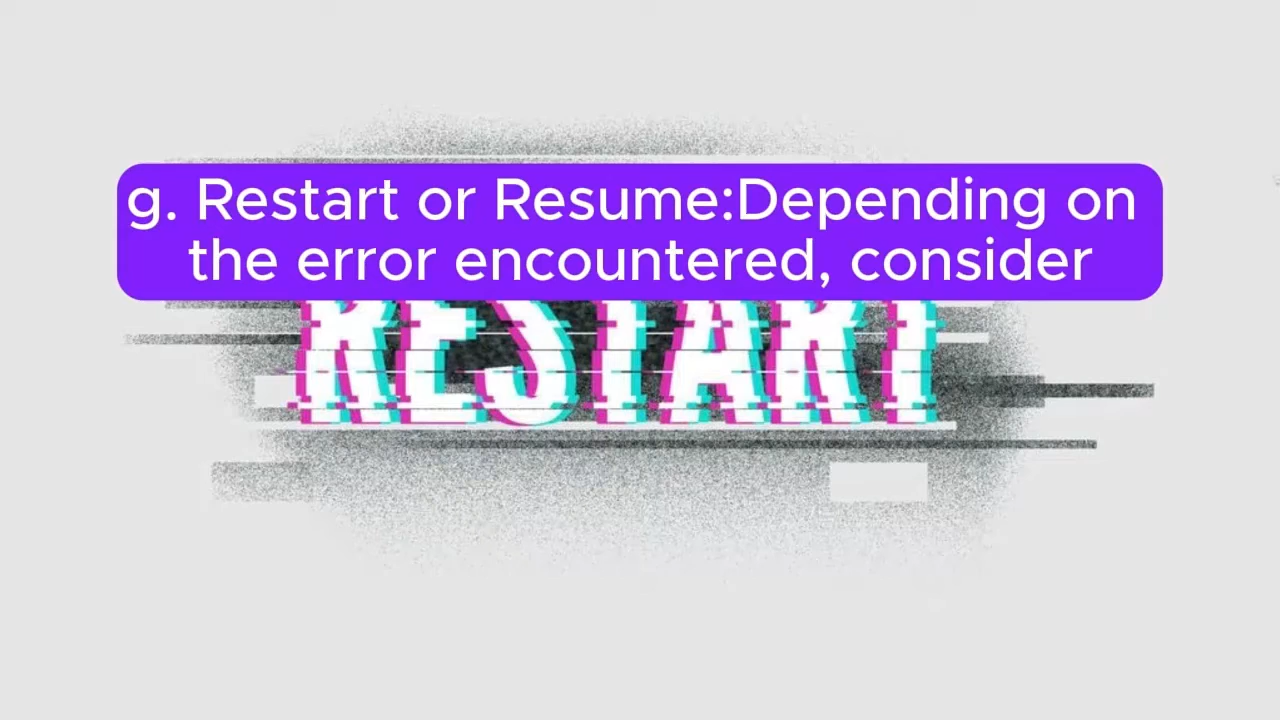 g. Restart or Resume:Depending on
the error encountered, consider
RESTART